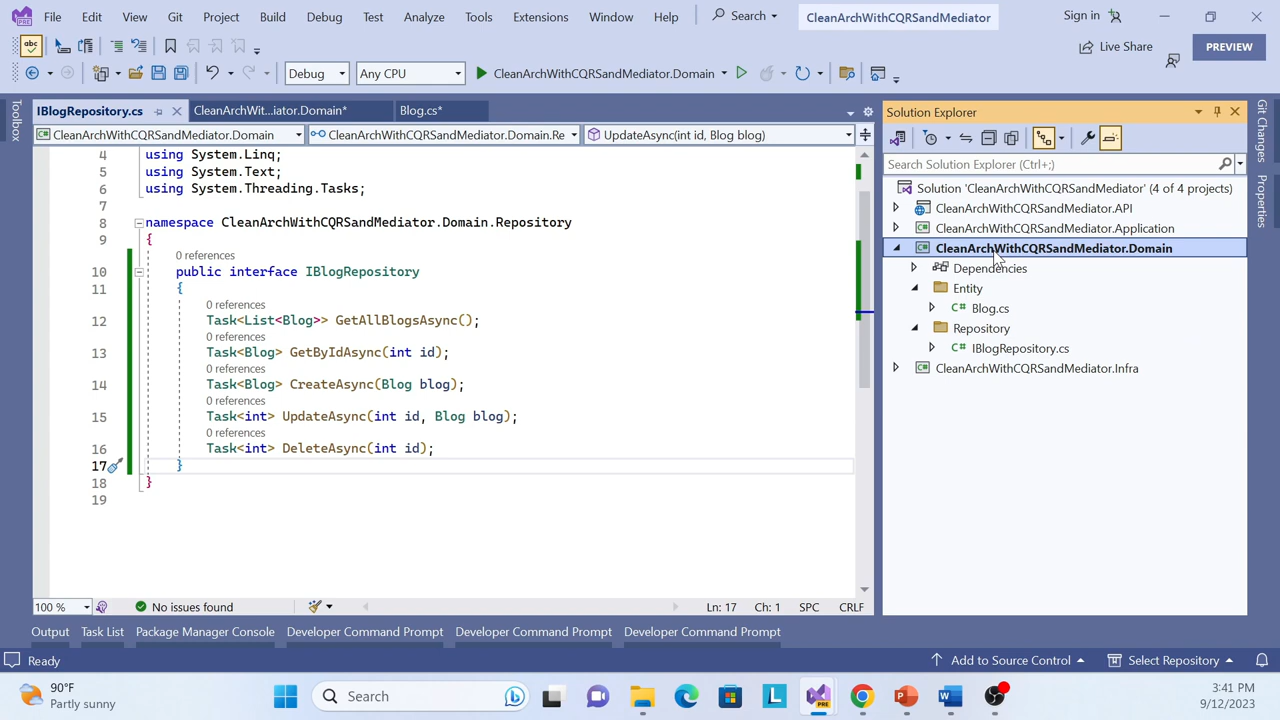 File Edit View Git Project Build Debug Test Analyze Tools Extensions Window Help Search CleanArchWithCQRSandMediator Sign in
PRE
abc
Live Share
PREVIEW
Debug Any CPU CleanArchWithCQRSandMediator.Domain
IBlogRepository.cs CleanArchWit...iator.Domain* Blog.cs*
CleanArchWithCQRSandMediator.Domain CleanArchWithCQRSandMediator.Domain.Re UpdateAsync(int id, Blog blog)
Toolbox
4 using System.Linq;
5 using System.Text;
6 using System.Threading.Tasks;
7
8 namespace CleanArchWithCQRSandMediator.Domain.Repository
9 {
0 references
10 public interface IBlogRepository
11 {
0 references
12 Task<List<Blog>> GetAllBlogsAsync();
0 references
13 Task<Blog> GetByIdAsync(int id);
0 references
14 Task<Blog> CreateAsync(Blog blog);
0 references
15 Task<int> UpdateAsync(int id, Blog blog);
0 references
16 Task<int> DeleteAsync(int id);
17 }
18 }
19
100 % No issues found Ln: 17 Ch: 1 SPC CRLF
Solution Explorer
Search Solution Explorer (Ctrl+;)
Solution 'CleanArchWithCQRSandMediator' (4 of 4 projects)
CleanArchWithCQRSandMediator.API
CleanArchWithCQRSandMediator.Application
CleanArchWithCQRSandMediator.Domain
Dependencies
Entity
C# Blog.cs
Repository
C# IBlogRepository.cs
CleanArchWithCQRSandMediator.Infra
Git Changes
Properties
Output Task List Package Manager Console Developer Command Prompt Developer Command Prompt Developer Command Prompt
Ready Add to Source Control Select Repository
90°F
Partly sunny
Search
L
PRE
P
W
3:41 PM
9/12/2023